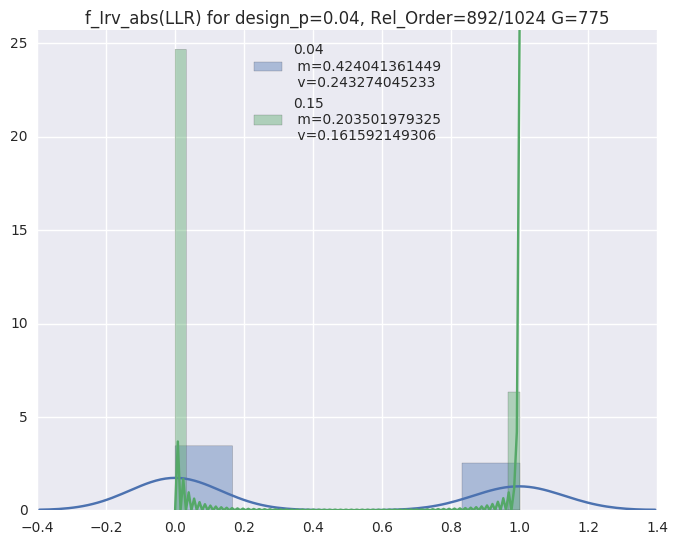 f_Irv_abs(LLR) for design_p=0.04, Rel_Order=892/1024 G=775
25
20
15
10
5
0
0.04
m=0.424041361449
v=0.243274045233
0.15
m=0.203501979325
v=0.161592149306
−0.4 −0.2 0.0 0.2 0.4 0.6 0.8 1.0 1.2 1.4